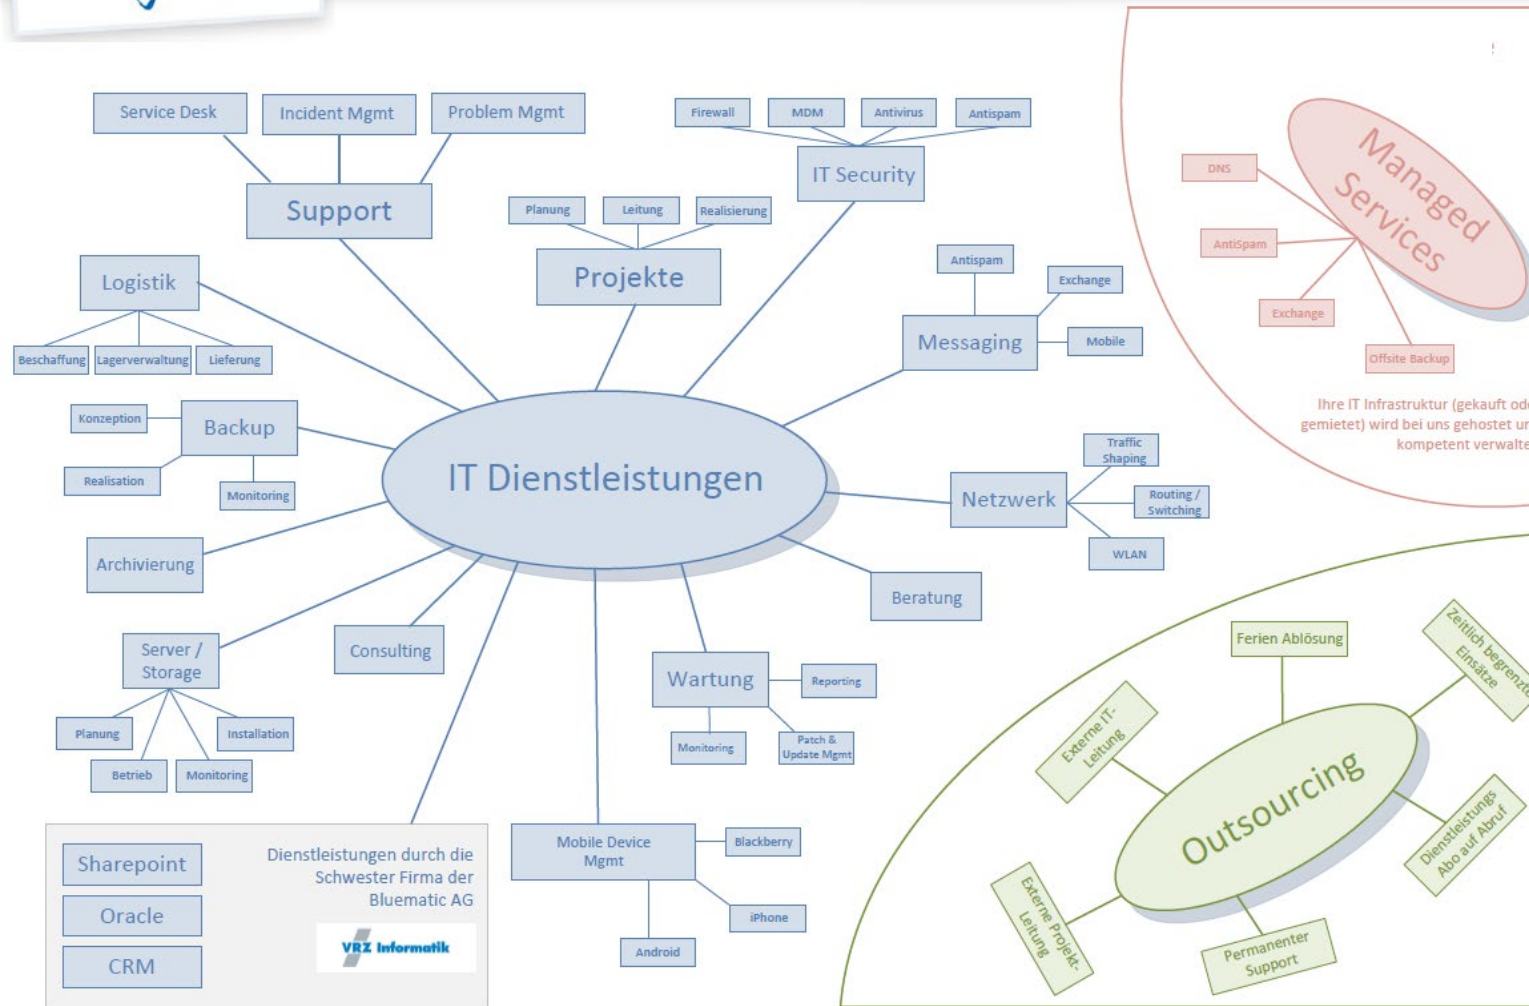 Service Desk
Incident Mgmt
Problem Mgmt
Support
Firewall
MDM
Antivirus
Antispam
IT Security
Planung
Leitung
Realisierung
Projekte
Logistik
Beschaffung
Lagerverwaltung
Lieferung
Antispam
Exchange
Messaging
Mobile
Konzeption
Backup
Realisation
Monitoring
IT Dienstleistungen
Traffic
Shaping
Netzwerk
Routing /
Switching
WLAN
Archivierung
Beratung
Server /
Storage
Planung
Installation
Betrieb
Monitoring
Consulting
Wartung
Reporting
Monitoring
Patch &
Update Mgmt
Mobile Device
Mgmt
Blackberry
iPhone
Android
Sharepoint
Oracle
CRM
Dienstleistungen durch die
Schwester Firma der
Bluematic AG
VRZ Informatik
Managed
Services
DNS
AntiSpam
Exchange
Offsite Backup
Ihre IT Infrastruktur (gekauft
gemietet) wird bei uns gehostet
kompetent
Ferien Ablösung
Zeitlich begrenzte
Einsätze
Externe IT-
Leitung
Outsourcing
Dienstleistungs
Abo auf Abruf
Externe Projekt-
Leitung
Permanenter
Support